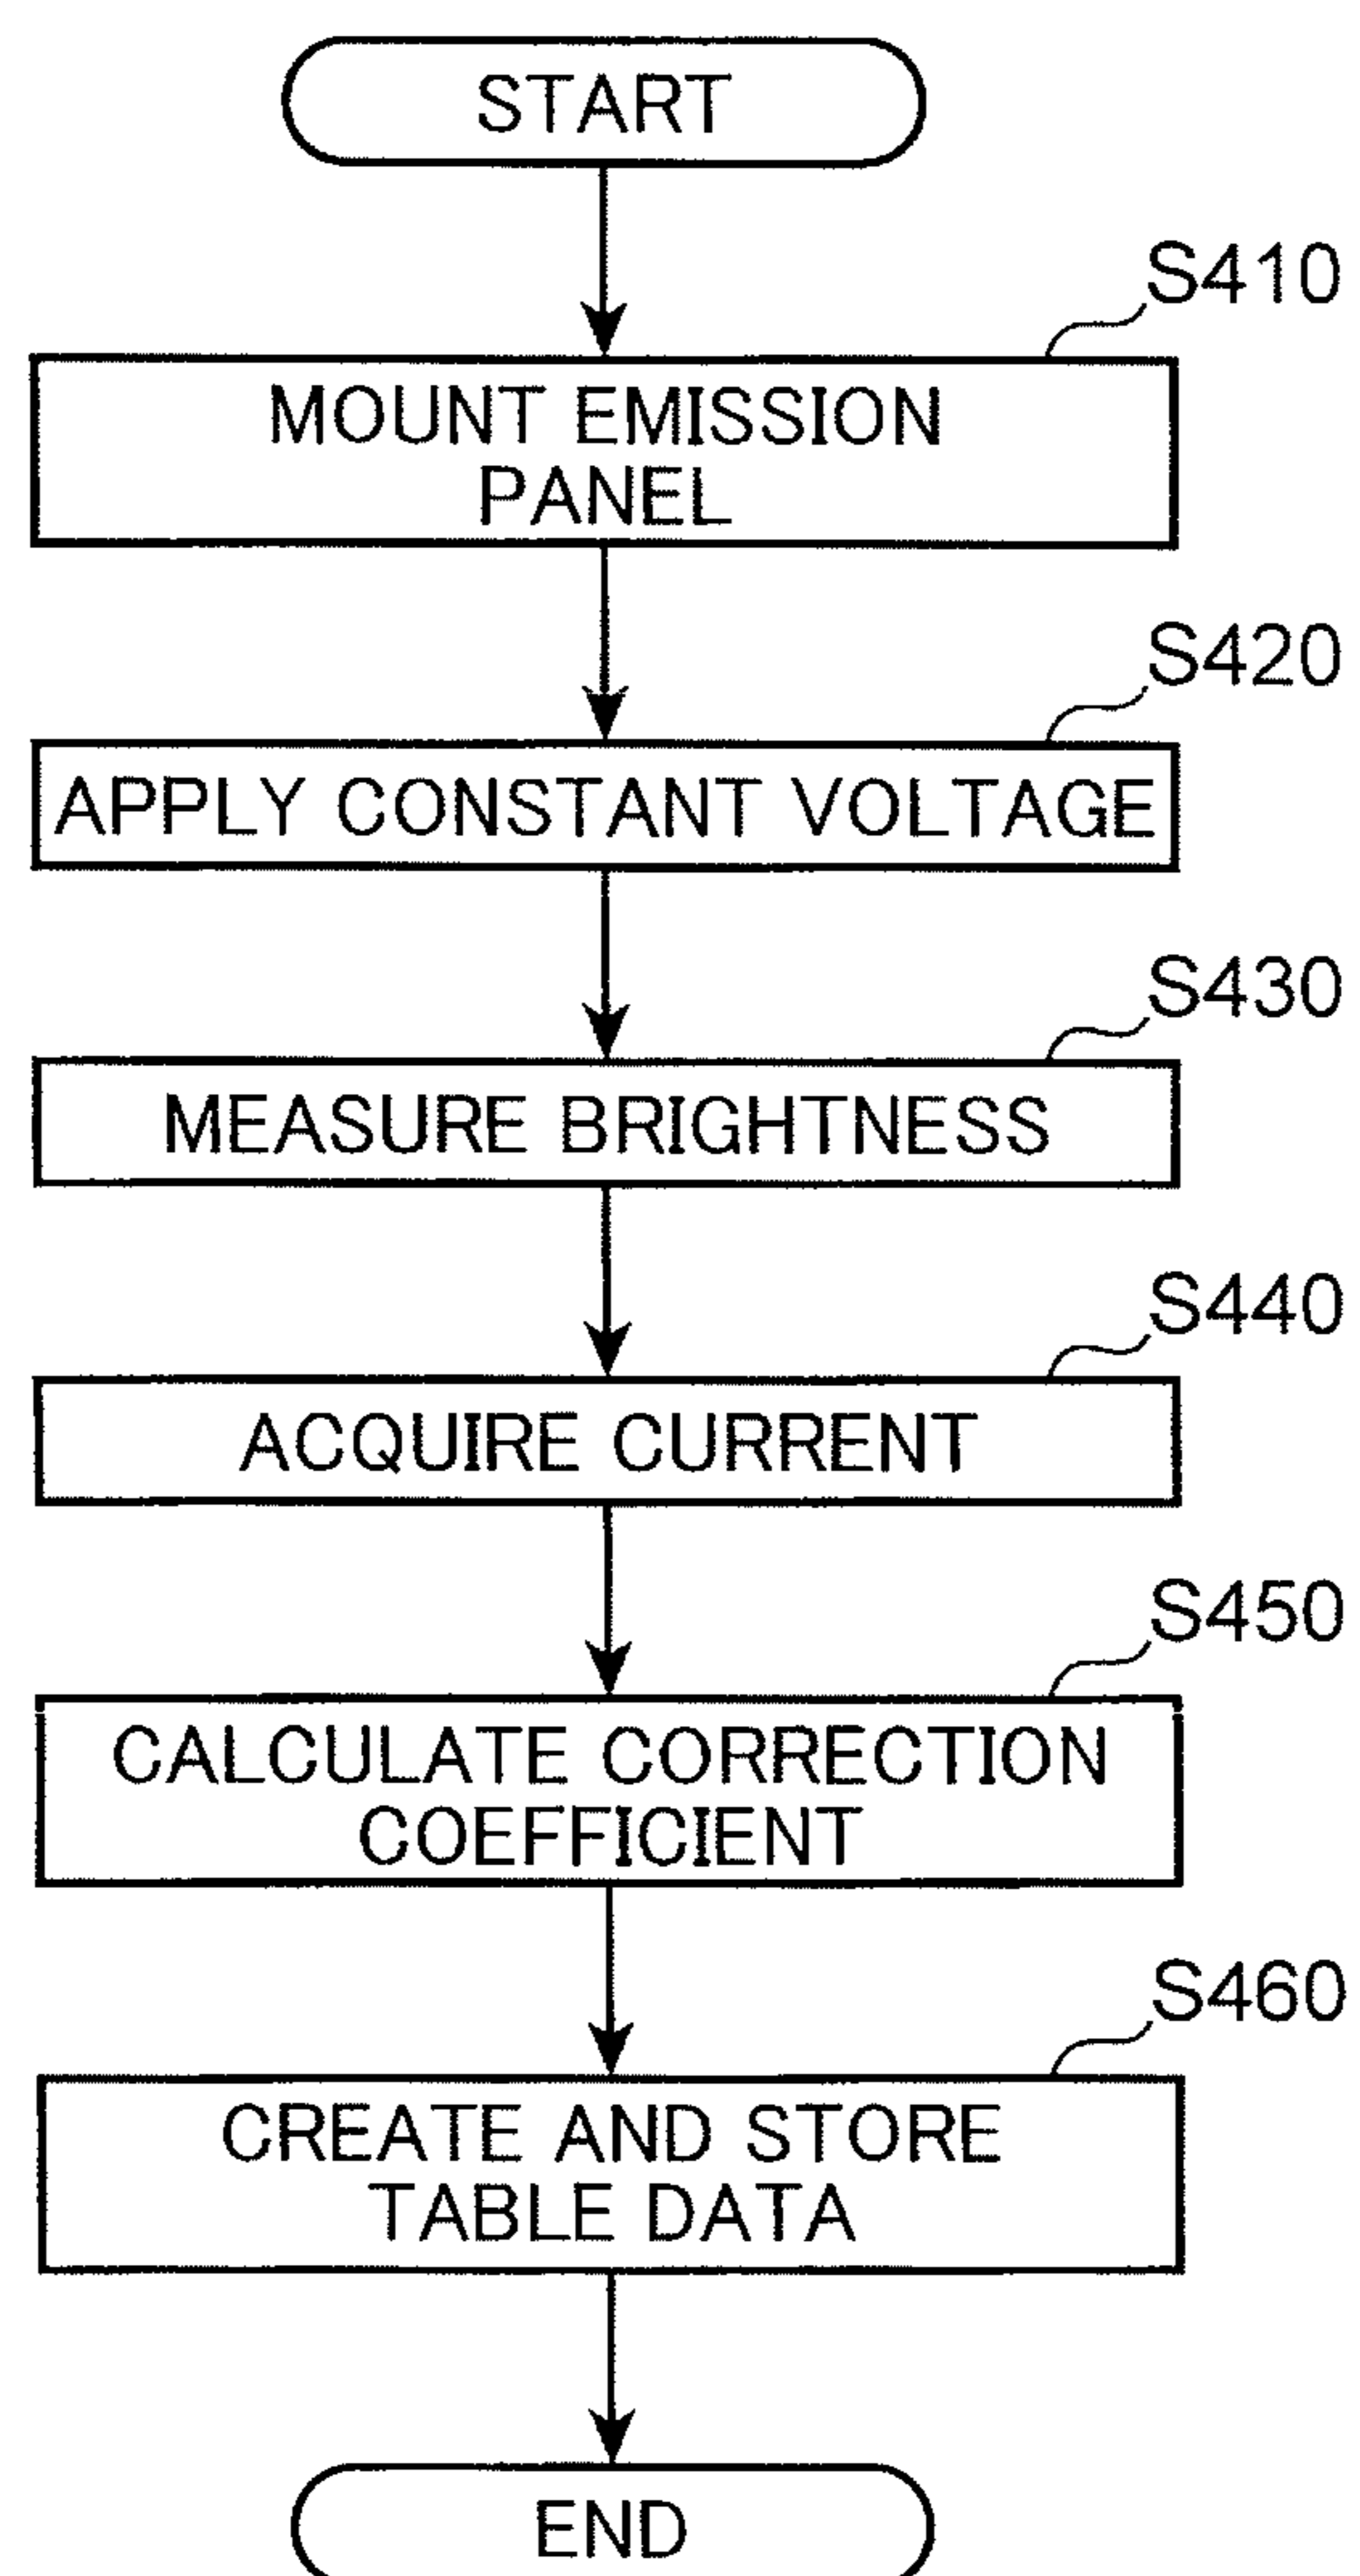 START
S410
MOUNT EMISSION
PANEL
S420
APPLY CONSTANT VOLTAGE
S430
MEASURE BRIGHTNESS
S440
ACQUIRE CURRENT
S450
CALCULATE CORRECTION
COEFFICIENT
S460
CREATE AND STORE
TABLE DATA
END